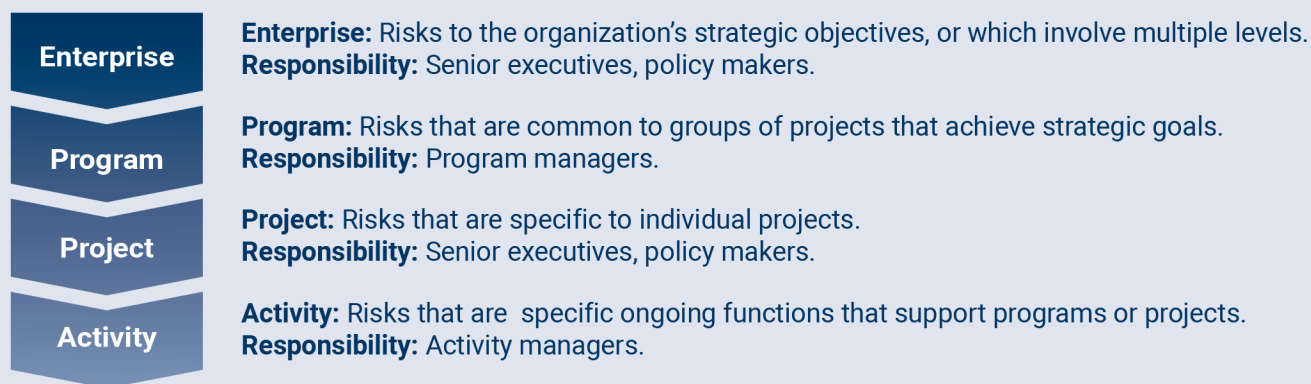 Enterprise
Enterprise: Risks to the organization’s strategic objectives, or which involve multiple levels.
Responsibility: Senior executives, policy makers.
Program
Program: Risks that are common to groups of projects that achieve strategic goals.
Responsibility: Program managers.
Project
Project: Risks that are specific to individual projects.
Responsibility: Senior executives, policy makers.
Activity
Activity: Risks that are  specific ongoing functions that support programs or projects.
Responsibility: Activity managers.